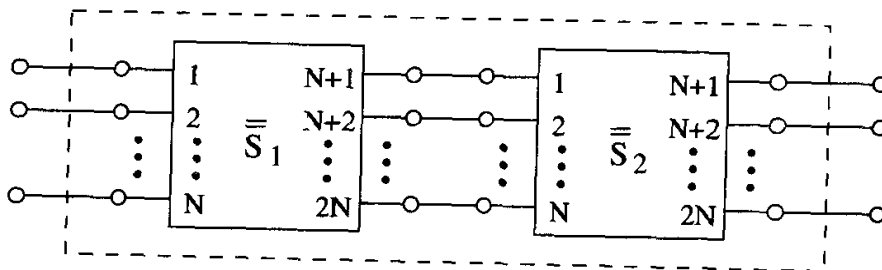 1 N+1 1 N+1
2 N+2 2 N+2
S̿ 1 S̿ 2
N 2N N 2N